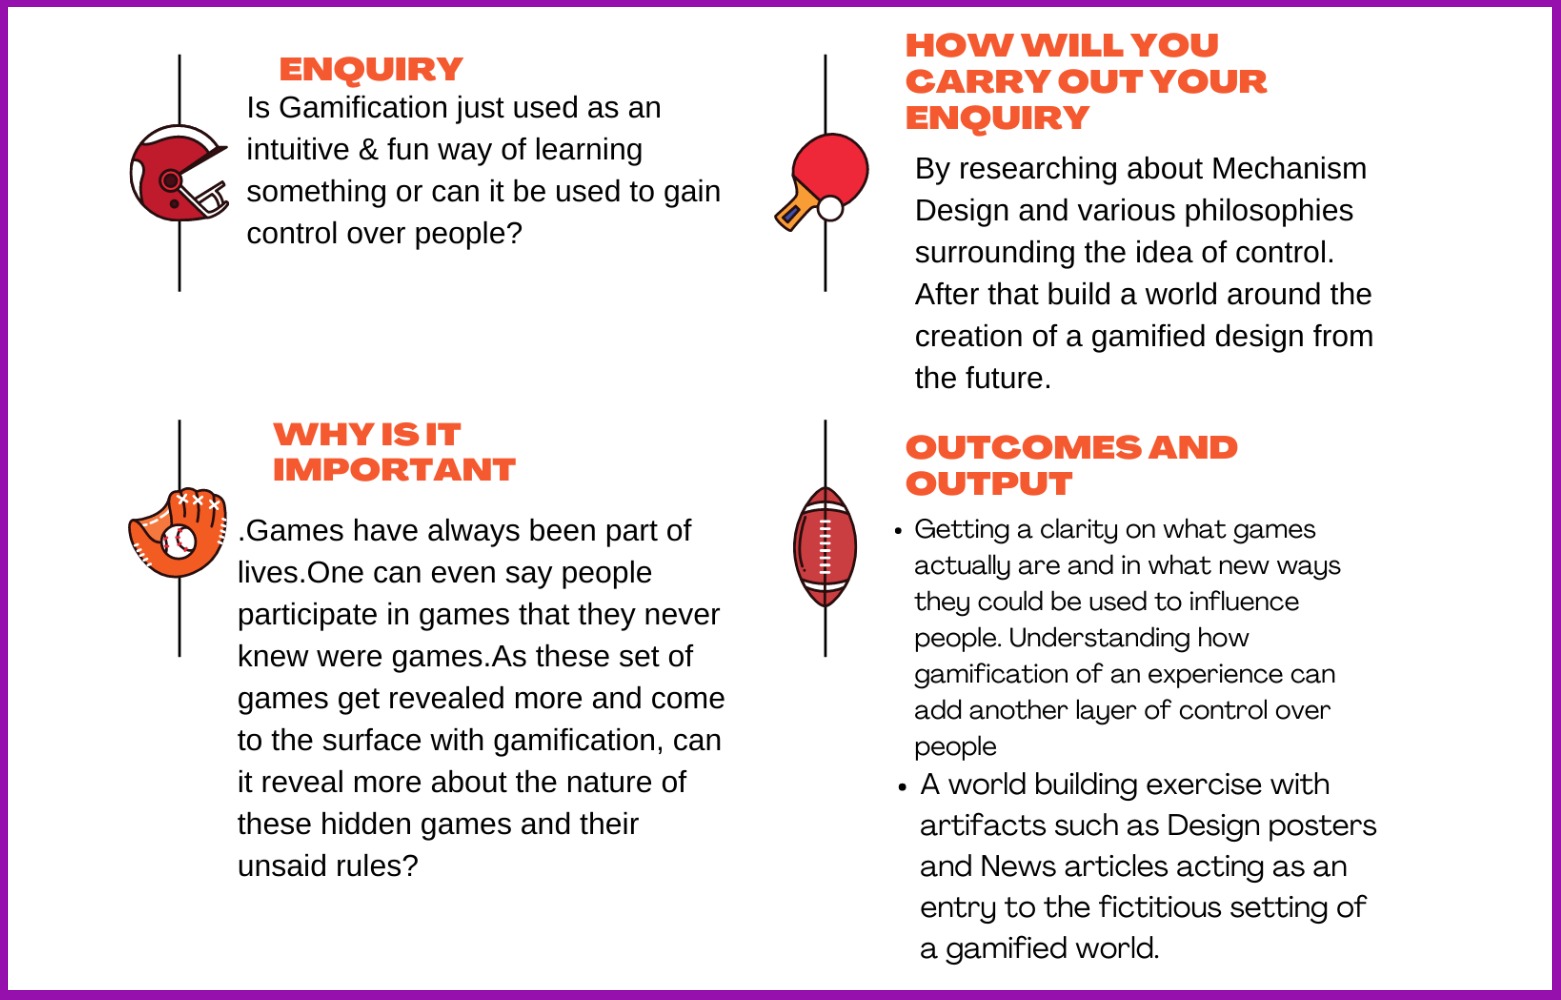 ENQUIRY
Is Gamification just used as an
intuitive & fun way of learning
something or can it be used to gain
control over people?
HOW WILL YOU
CARRY OUT YOUR
ENQUIRY
By researching about Mechanism
Design and various philosophies
surrounding the idea of control.
After that build a world around the
creation of a gamified design from
the future.
WHY IS IT
IMPORTANT
.Games have always been part of
lives.One can even say people
participate in games that they never
knew were games.As these set of
games get revealed more and come
to the surface with gamification, can
it reveal more about the nature of
these hidden games and their
unsaid rules?
OUTCOMES AND
OUTPUT
• Getting a clarity on what games
actually are and in what new ways
they could be used to influence
people. Understanding how
gamification of an experience can
add another layer of control over
people
• A world building exercise with
artifacts such as Design posters
and News articles acting as an
entry to the fictitious setting of
a gamified world.